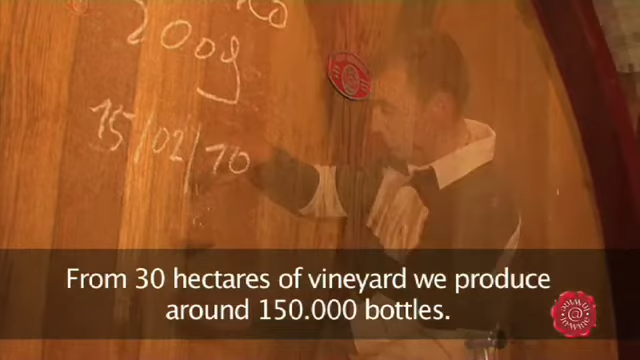 2009
15/02/10
From 30 hectares of vineyard we produce
around 150.000 bottles.